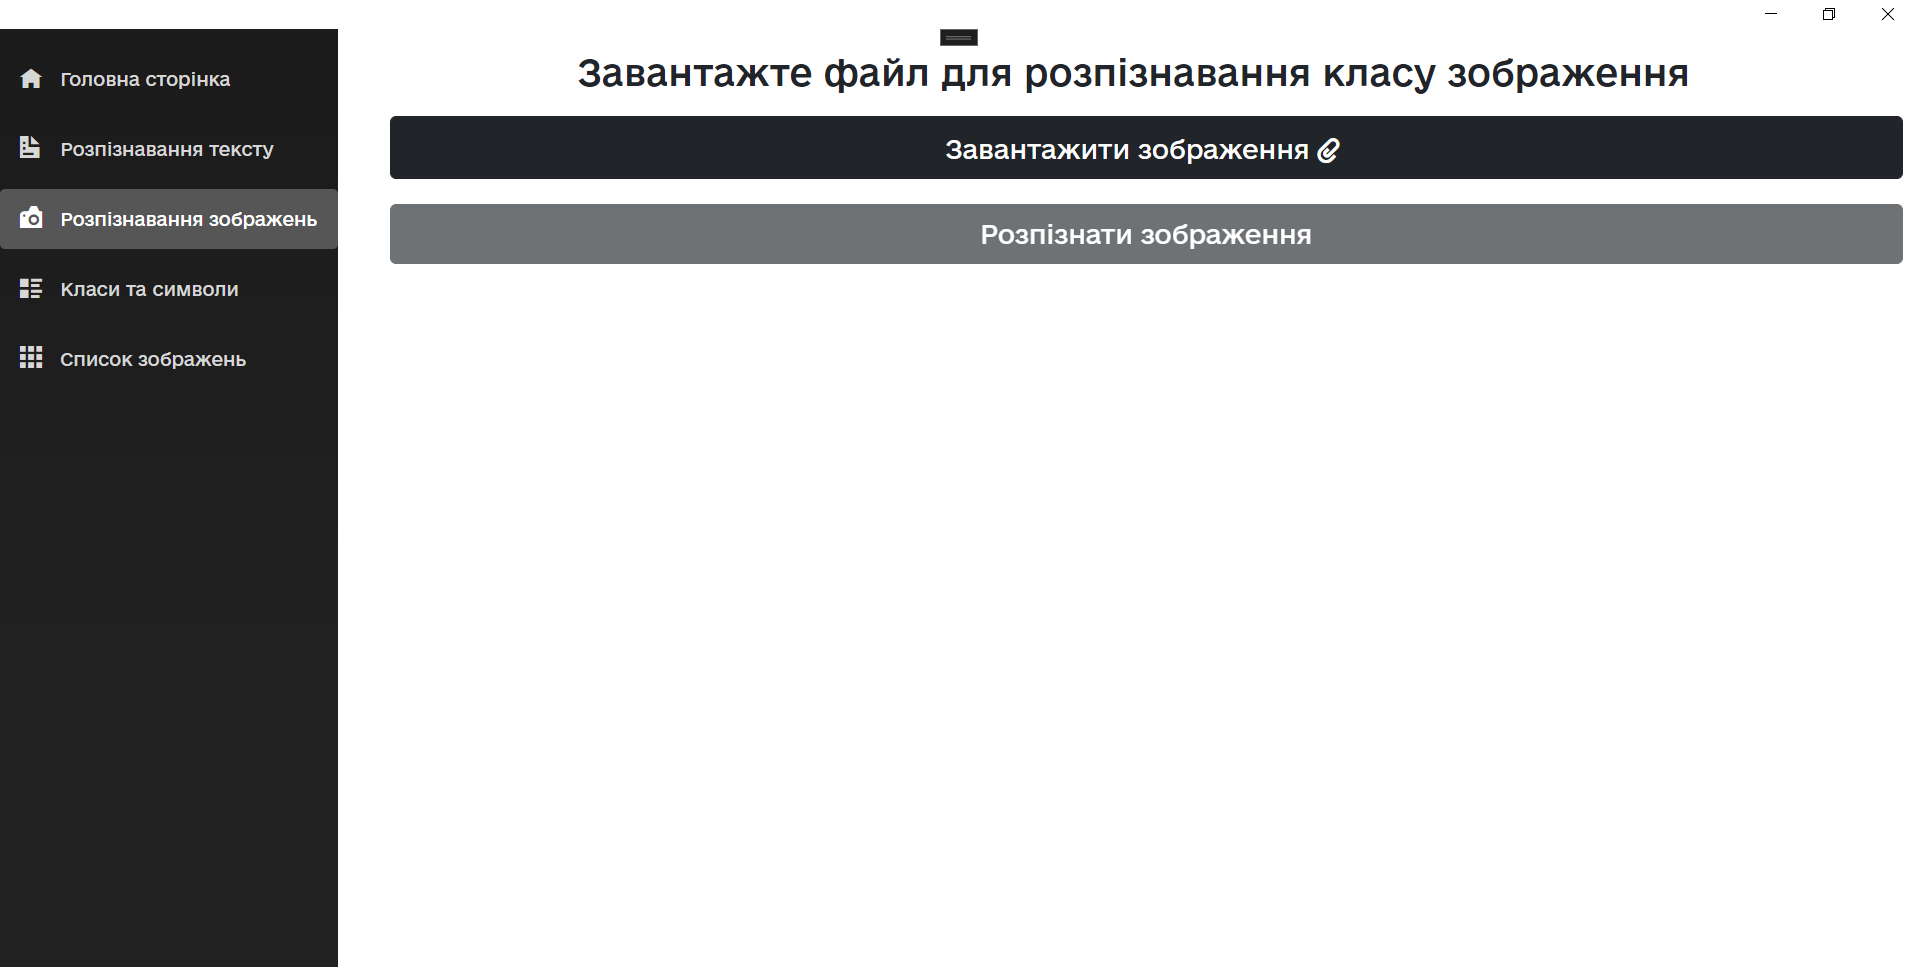 Головна сторінка
Розпізнавання тексту
Розпізнавання зображень
Класи та символи
Список зображень
Завантажте файл для розпізнавання класу зображення
Завантажити зображення
Розпізнати зображення